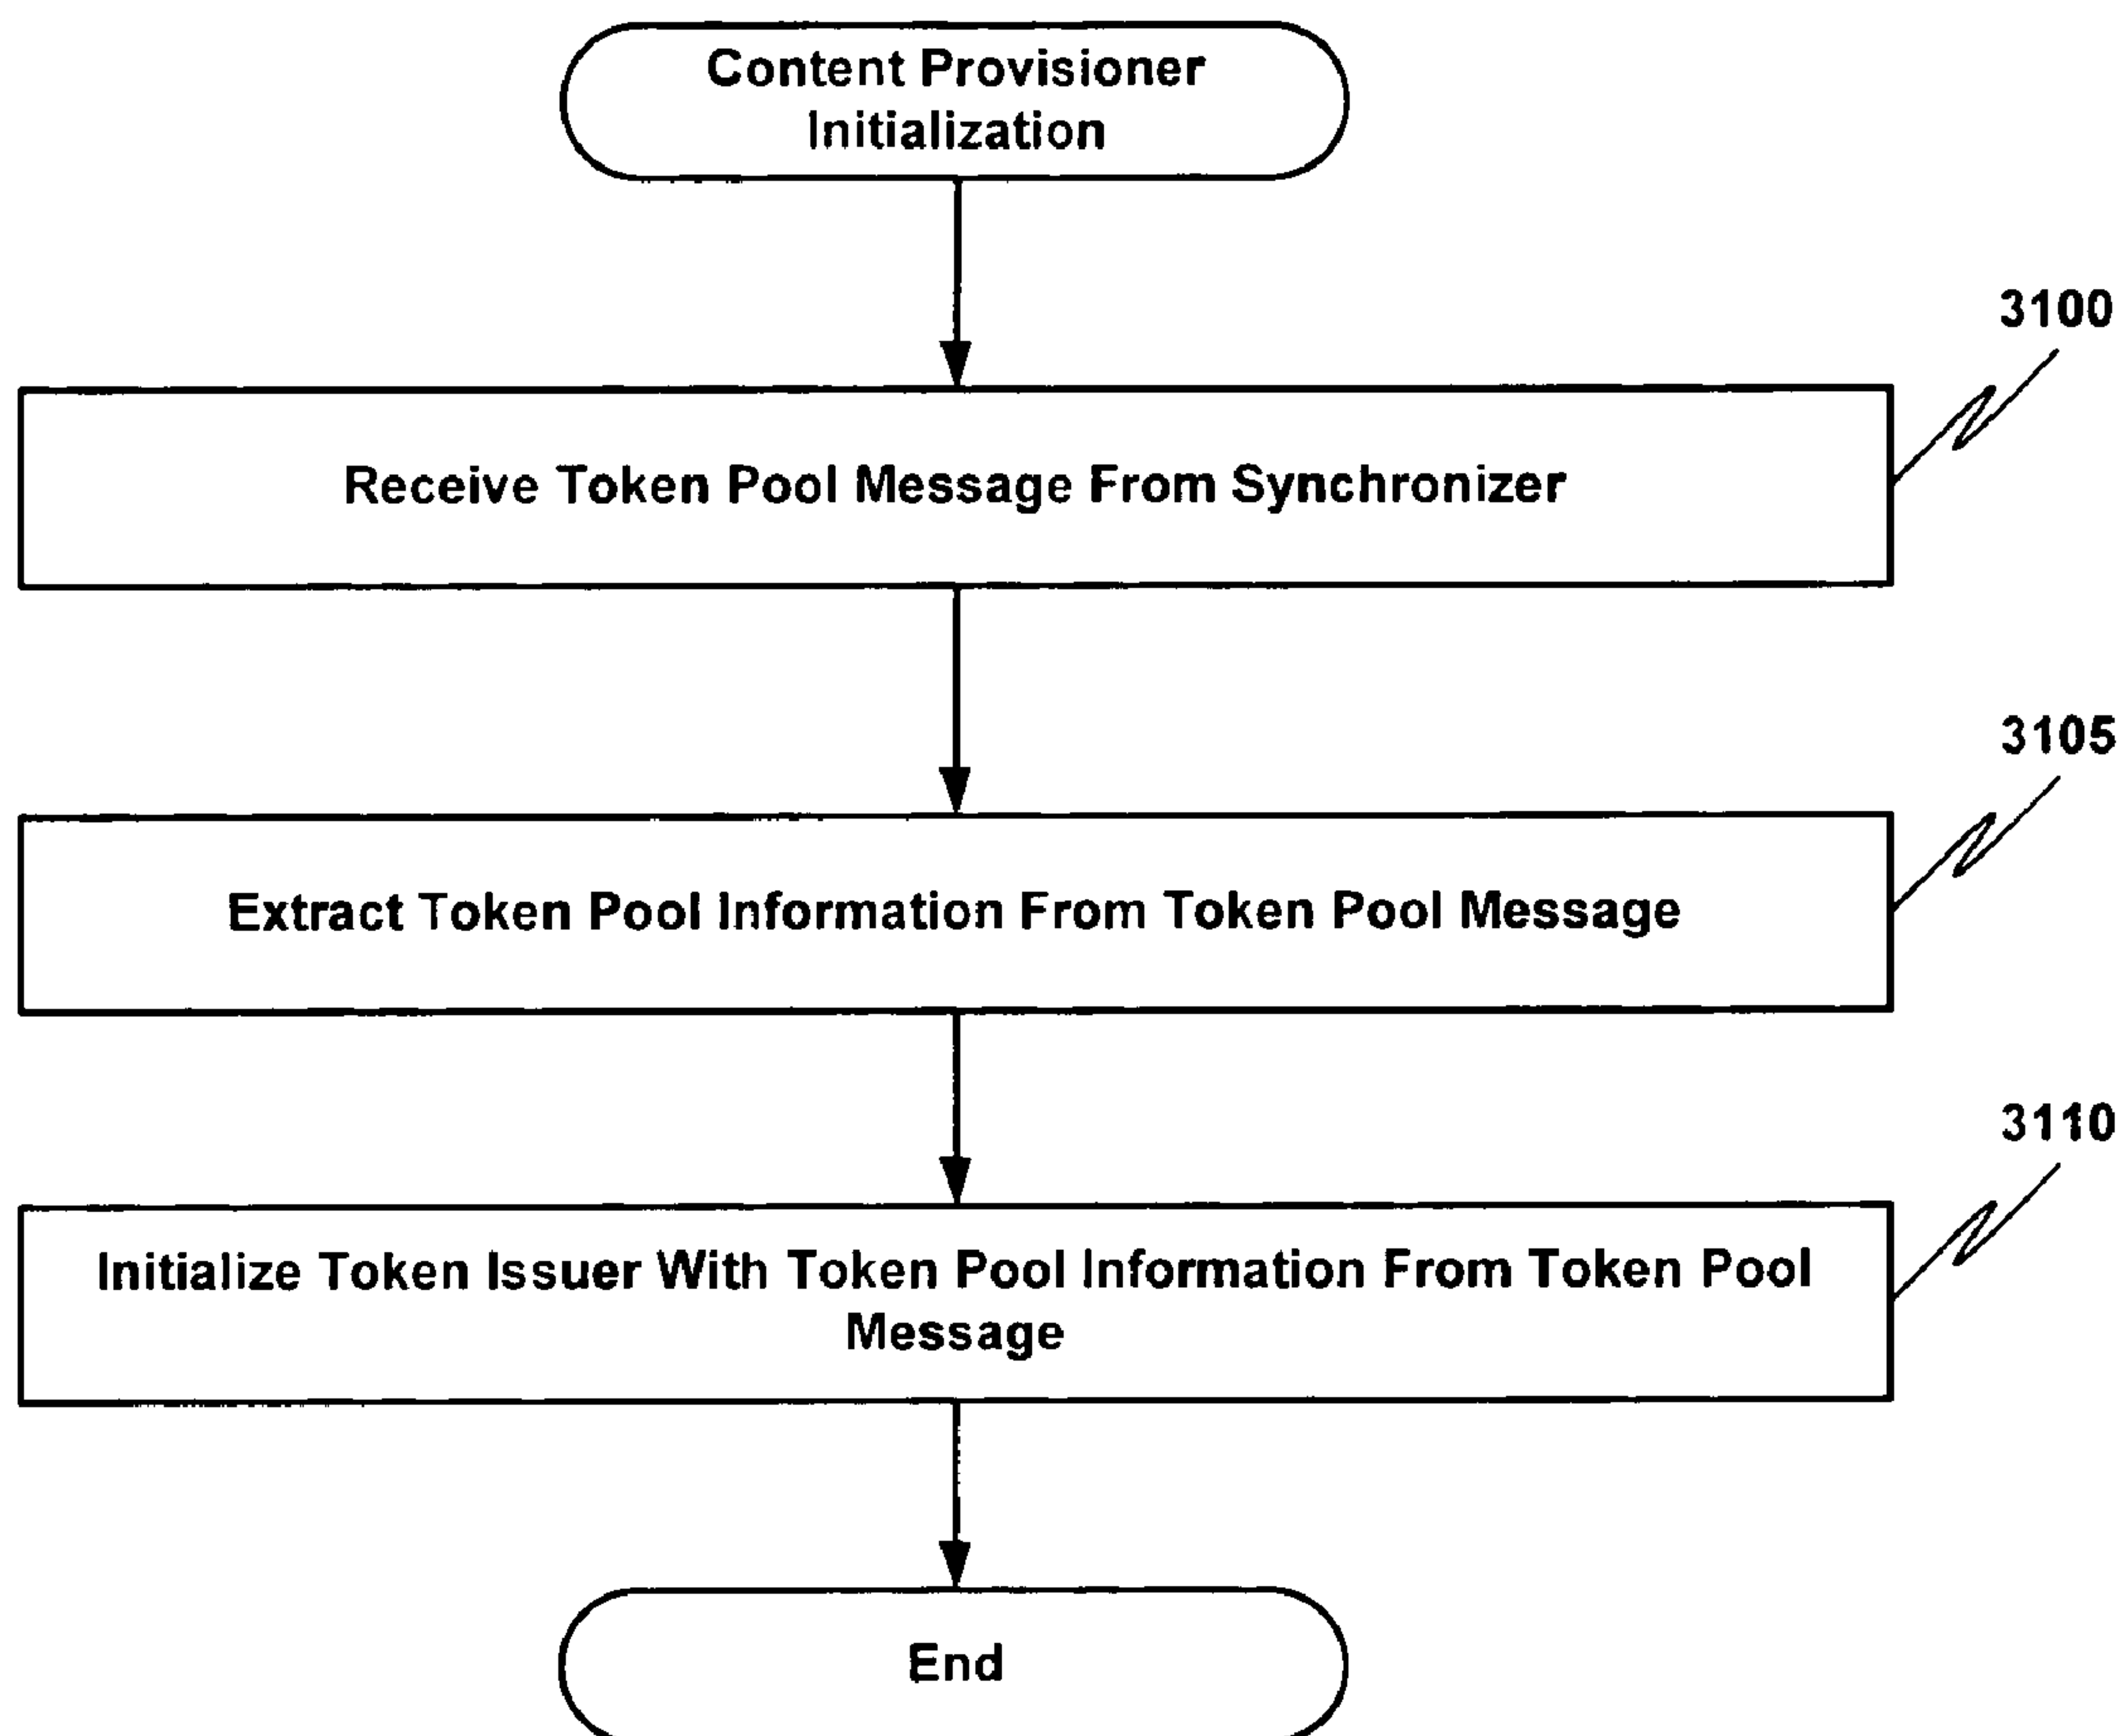 Content Provisioner
Initialization
3100
Receive Token Pool Message From Synchronizer
3105
Extract Token Pool Information From Token Pool Message
3110
Initialize Token Issuer With Token Pool Information From Token Pool
Message
End